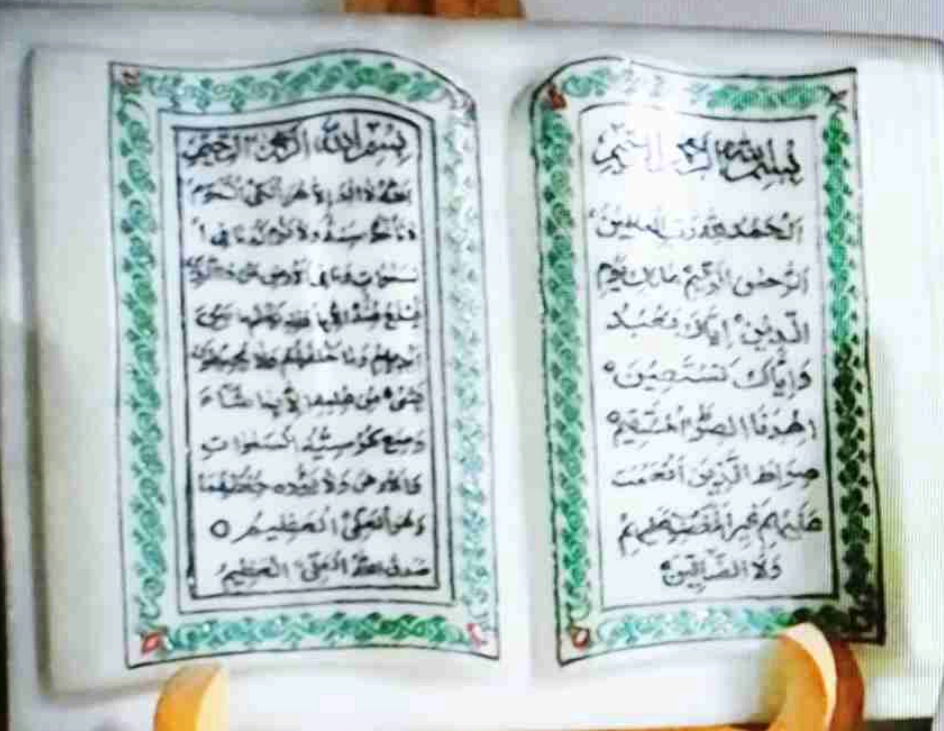 بسم الله الرحمن الرحيم
الحمد لله رب العلمين
الرحمن الرحيم مالك يوم
الدين إياك نعبد
وإياك نستعين
اهدنا الصرٰط المستقيم
صراط الذين أنعمت
عليهم غير المغضوب عليهم
ولا الضالين
بسم الله الرحمن الرحيم
الله لا اله إلا هو الحي القيوم
لا تأخذه سنة ولا نوم له ما في ا
لسموات وما في الأرض من ذا الذي
يشفع عنده إلا بإذنه يعلم ما بين
أيديهم وما خلفهم ولا يحيطون
بشيء من علمه إلا بما شاء
وسع كرسيه السموات
والأرض ولا يؤده حفظهما
وهو العلي العظيم
صدق الله العلي العظيم